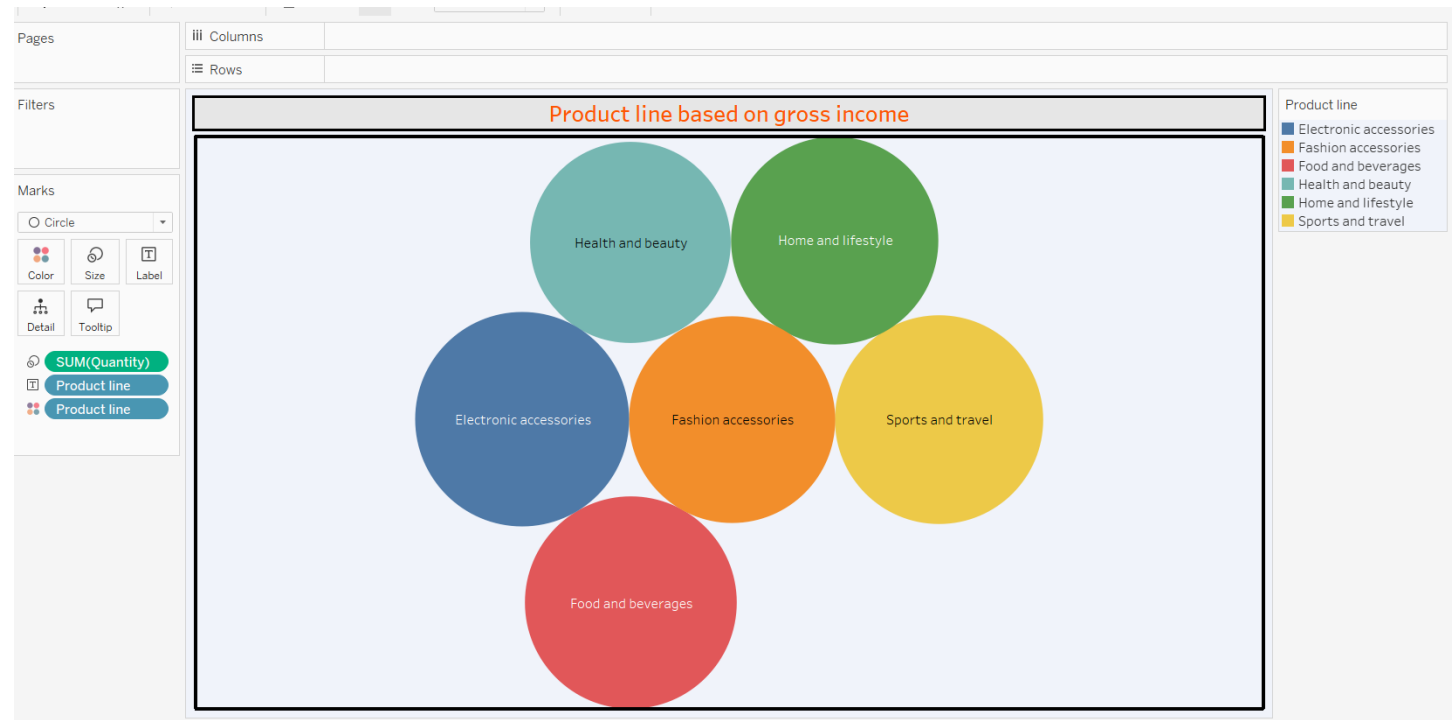 Pages
iii Columns
Rows
Filters
Product line based on gross income
Product line
Electronic accessories
Fashion accessories
Food and beverages
Health and beauty
Home and lifestyle
Sports and travel
Marks
Circle
Color
Size
T
Label
Detail
Tooltip
SUM(Quantity)
T
Product line
Product line
Health and beauty
Home and lifestyle
Electronic accessories
Fashion accessories
Sports and travel
Food and beverages